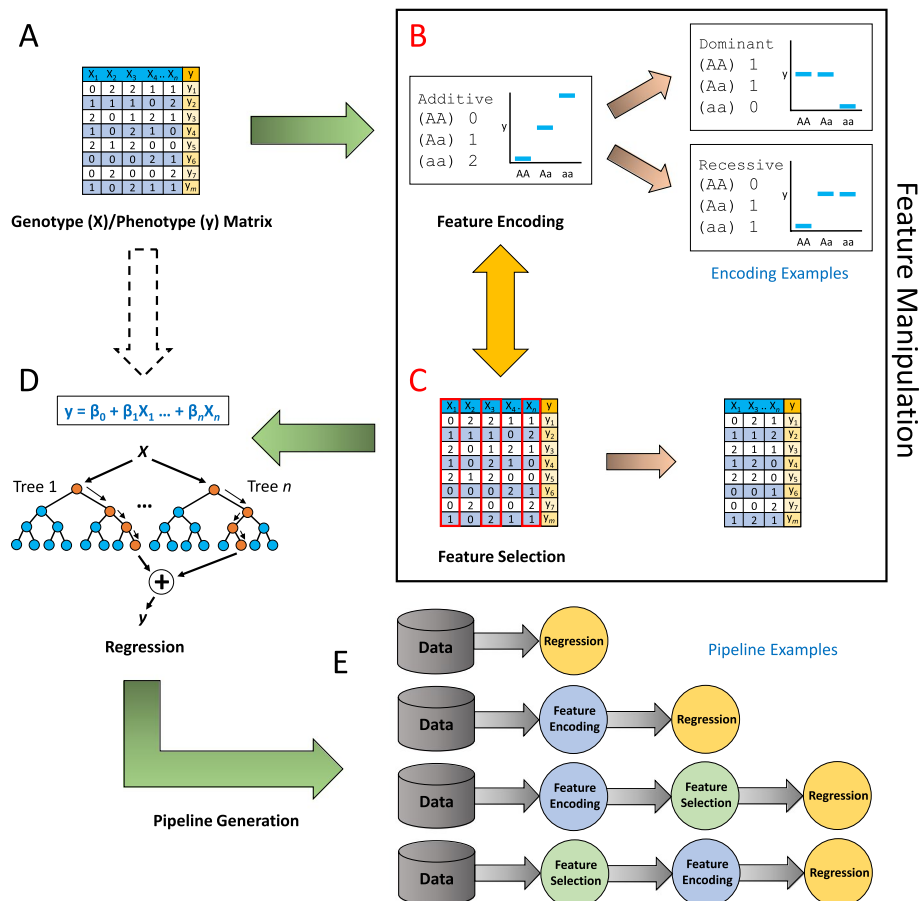 A
X1 X2 X3 X4 .. Xn y
0 2 2 1 1 y1
1 1 1 0 2 y2
2 0 1 2 1 y3
1 0 2 1 0 y4
2 1 2 0 0 y5
0 0 0 2 1 y6
0 2 0 0 2 y7
1 0 2 1 1 ym
Genotype (X)/Phenotype (y) Matrix
B
Additive
(AA) 0
(Aa) 1
(aa) 2
y
AA Aa aa
Feature Encoding
Dominant
(AA) 1
(Aa) 1
(aa) 0
y
AA Aa aa
Recessive
(AA) 0
(Aa) 1
(aa) 1
y
AA Aa aa
Encoding Examples
Feature Manipulation
C
X1 X2 X3 X4 .. Xn y
0 2 2 1 1 y1
1 1 1 0 2 y2
2 0 1 2 1 y3
1 0 2 1 0 y4
2 1 2 0 0 y5
0 0 0 2 1 y6
0 2 0 0 2 y7
1 0 2 1 1 ym
Feature Selection
X1 X3 .. Xn y
0 2 1 y1
1 1 2 y2
2 1 1 y3
1 2 0 y4
2 2 0 y5
0 0 1 y6
0 0 2 y7
1 2 1 ym
D
y = β0 + β1X1 ... + βnXn
X
Tree 1
...
Tree n
+
y
Regression
Pipeline Generation
E
Pipeline Examples
Data
Regression
Data
Feature
Encoding
Regression
Data
Feature
Encoding
Feature
Selection
Regression
Data
Feature
Selection
Feature
Encoding
Regression